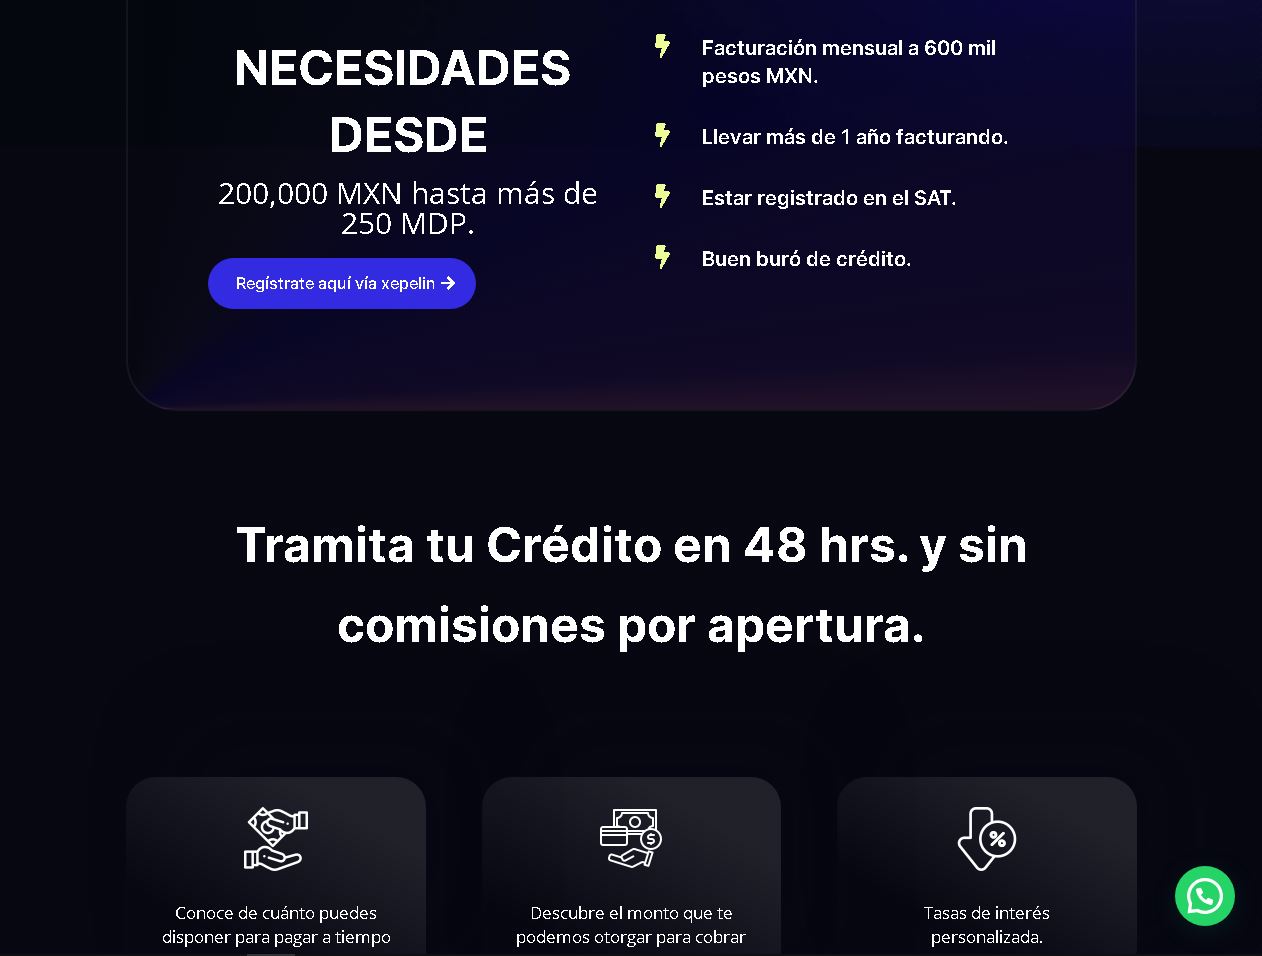 NECESIDADES
DESDE
200,000 MXN hasta más de
250 MDP.
Regístrate aquí vía xepelin
Facturación mensual a 600 mil
pesos MXN.
Llevar más de 1 año facturando.
Estar registrado en el SAT.
Buen buró de crédito.
Tramita tu Crédito en 48 hrs. y sin
comisiones por apertura.
Conoce de cuánto puedes
disponer para pagar a tiempo
Descubre el monto que te
podemos otorgar para cobrar
Tasas de interés
personalizada.